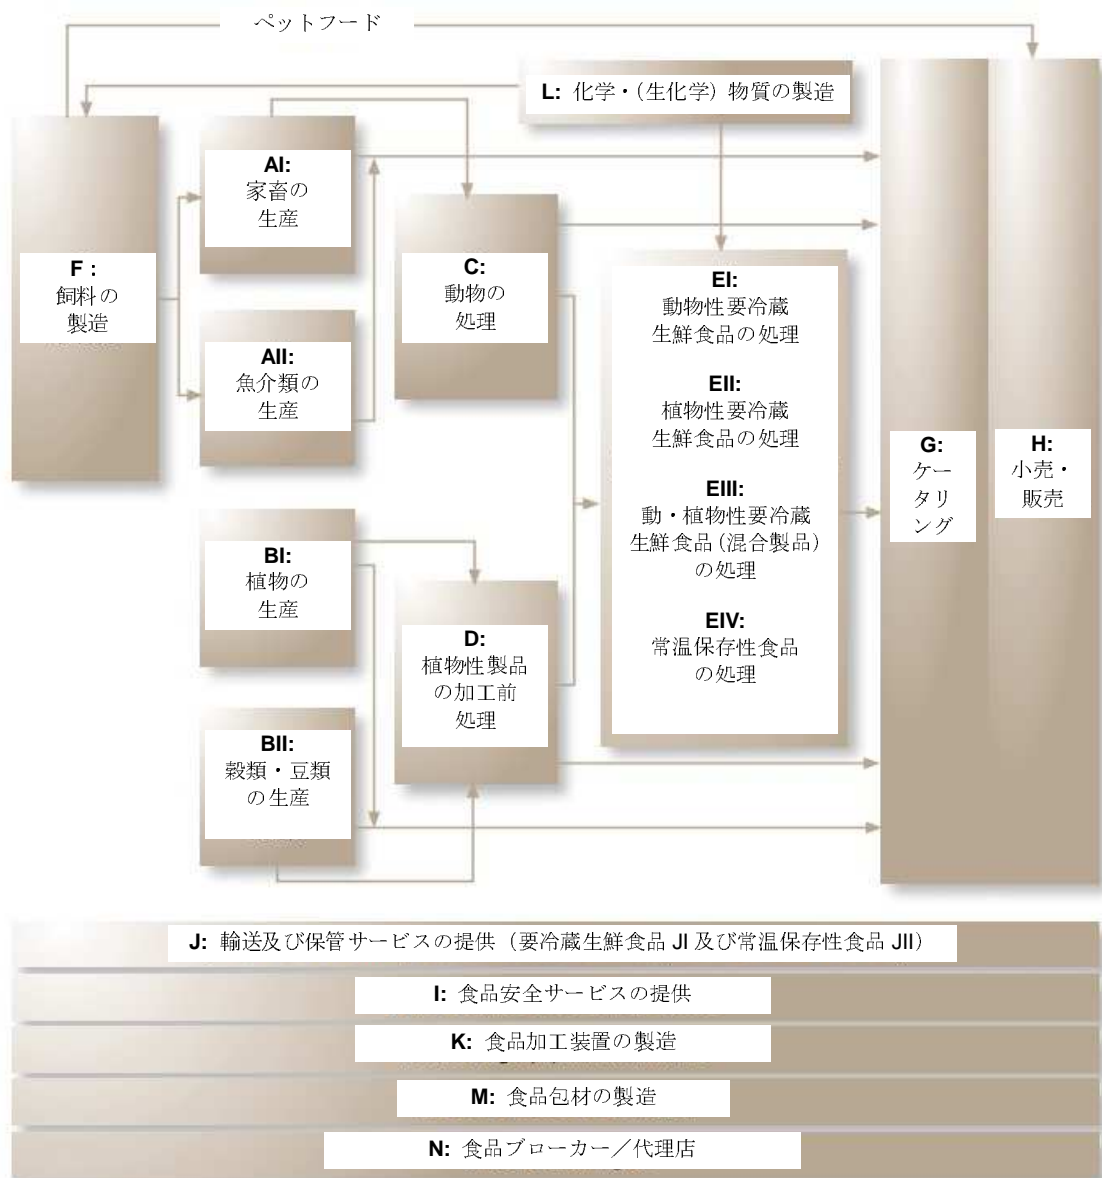 ペットフード
L: 化学・(生化学) 物質の製造
AI:
家畜の
生産
F :
飼料の
製造
C:
動物の
処理
AII:
魚介類の
生産
EI:
動物性要冷蔵
生鮮食品の処理
EII:
植物性要冷蔵
生鮮食品の処理
EIII:
動・植物性要冷蔵
生鮮食品(混合製品)
の処理
EIV:
常温保存性食品
の処理
G:
ケー
タリ
ング
H:
小売・
販売
BI:
植物の
生産
D:
植物性製品
の加工前
処理
BII:
穀類・豆類
の生産
J: 輸送及び保管サービスの提供（要冷蔵生鮮食品 JI 及び常温保存性食品 JII）
I: 食品安全サービスの提供
K: 食品加工装置の製造
M: 食品包材の製造
N: 食品ブローカー／代理店